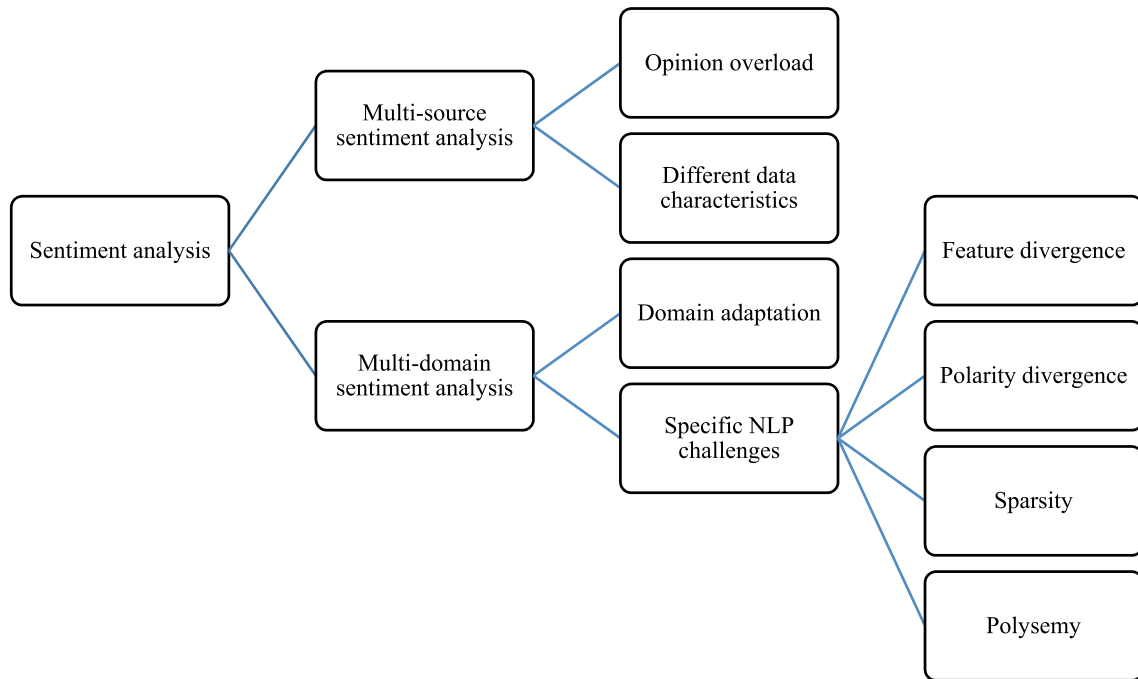 Sentiment analysis
Multi-source
sentiment analysis
Opinion overload
Different data
characteristics
Multi-domain
sentiment analysis
Domain adaptation
Specific NLP
challenges
Feature divergence
Polarity divergence
Sparsity
Polysemy